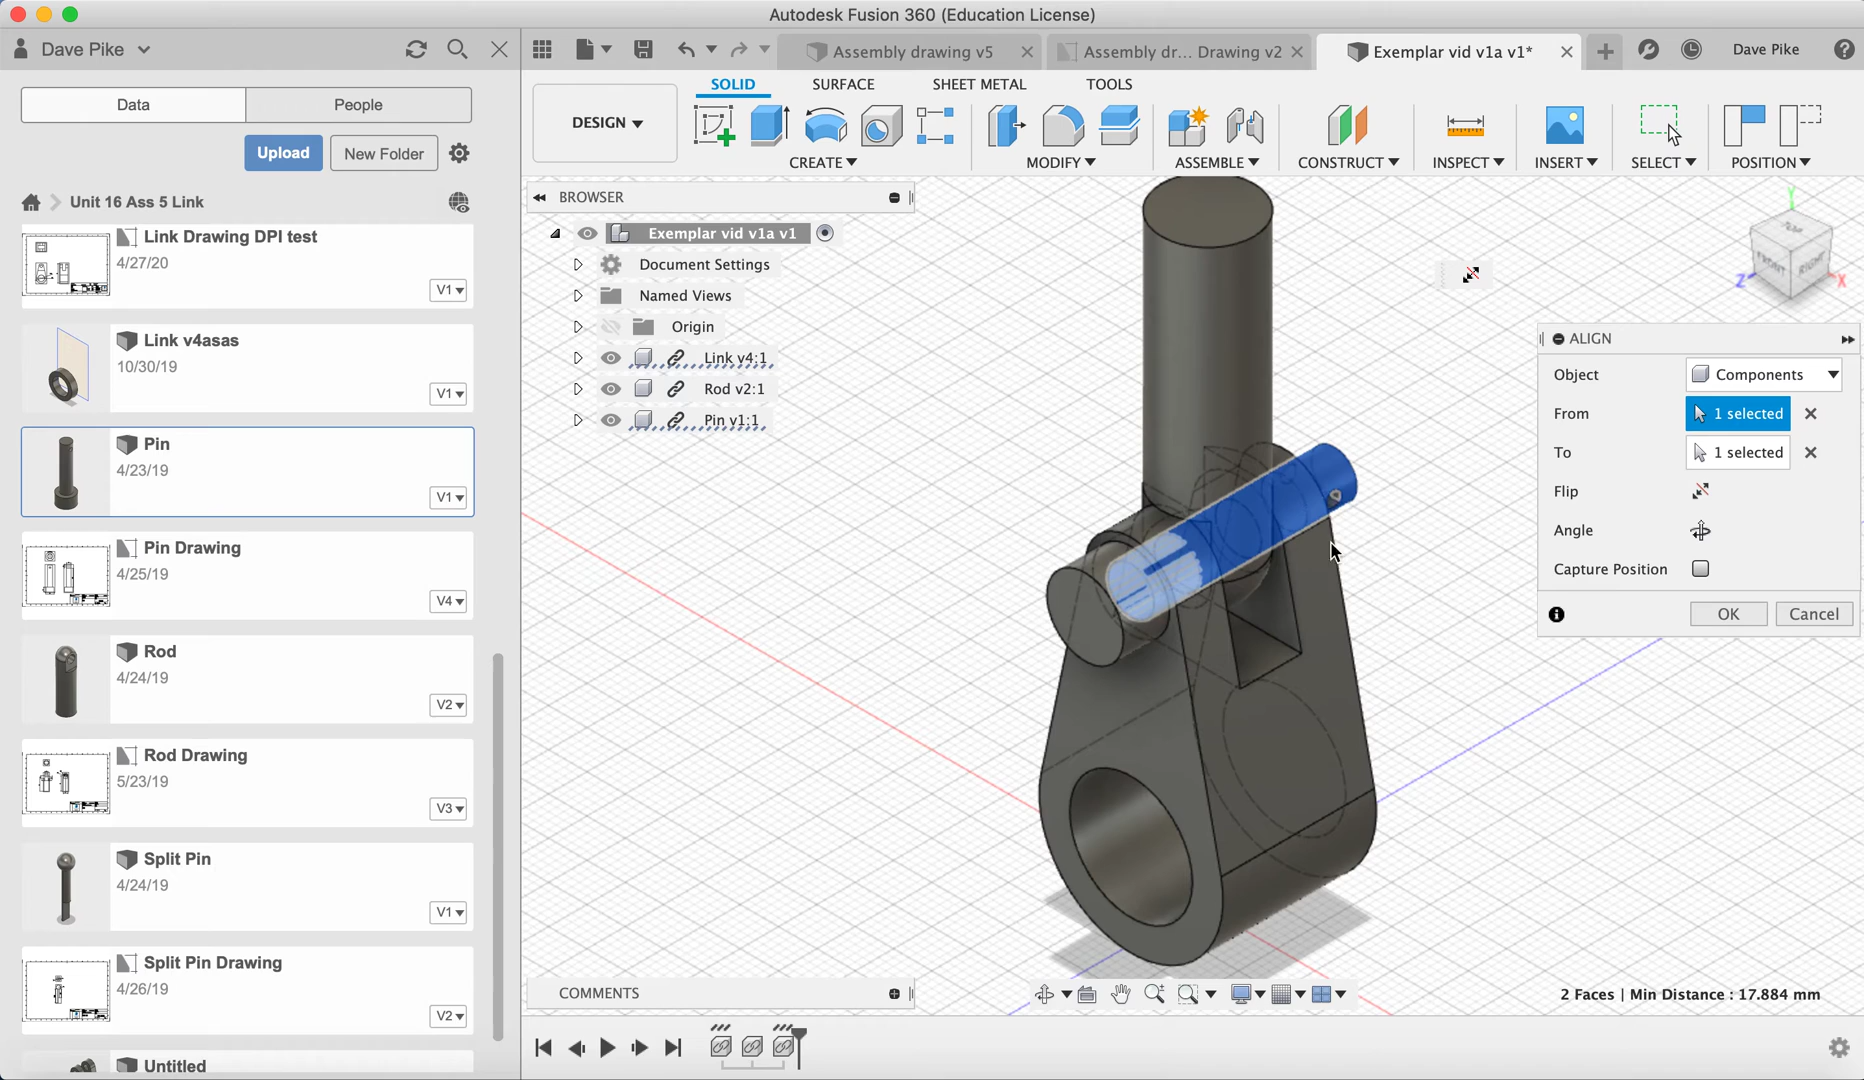 Autodesk Fusion 360 (Education License)
Dave Pike
Assembly drawing v5
Assembly dr... Drawing v2
Exemplar vid v1a v1*
Dave Pike
Data
People
SOLID
SURFACE
SHEET METAL
TOOLS
DESIGN
CREATE
MODIFY
ASSEMBLE
CONSTRUCT
INSPECT
INSERT
SELECT
POSITION
Upload
New Folder
Unit 16 Ass 5 Link
Link Drawing DPI test
4/27/20
V1
Link v4asas
10/30/19
V1
Pin
4/23/19
V1
Pin Drawing
4/25/19
V4
Rod
4/24/19
V2
Rod Drawing
5/23/19
V3
Split Pin
4/24/19
V1
Split Pin Drawing
4/26/19
V2
Untitled
BROWSER
Exemplar vid v1a v1
Document Settings
Named Views
Origin
Link v4:1
Rod v2:1
Pin v1:1
Y
TOP
FRONT
RIGHT
Z
X
ALIGN
Object
Components
From
1 selected
To
1 selected
Flip
Angle
Capture Position
OK
Cancel
COMMENTS
2 Faces | Min Distance : 17.884 mm